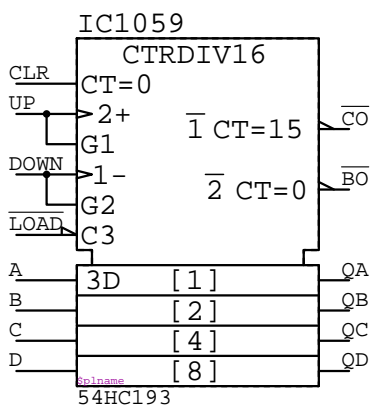 IC1059
CTRDIV16
CLR
CT=0
UP
2+
1 CT=15
CO
G1
DOWN
1-
2 CT=0
BO
G2
LOAD
C3
A
3D
[1]
QA
B
[2]
QB
C
[4]
QC
D
[8]
QD
$plname
54HC193